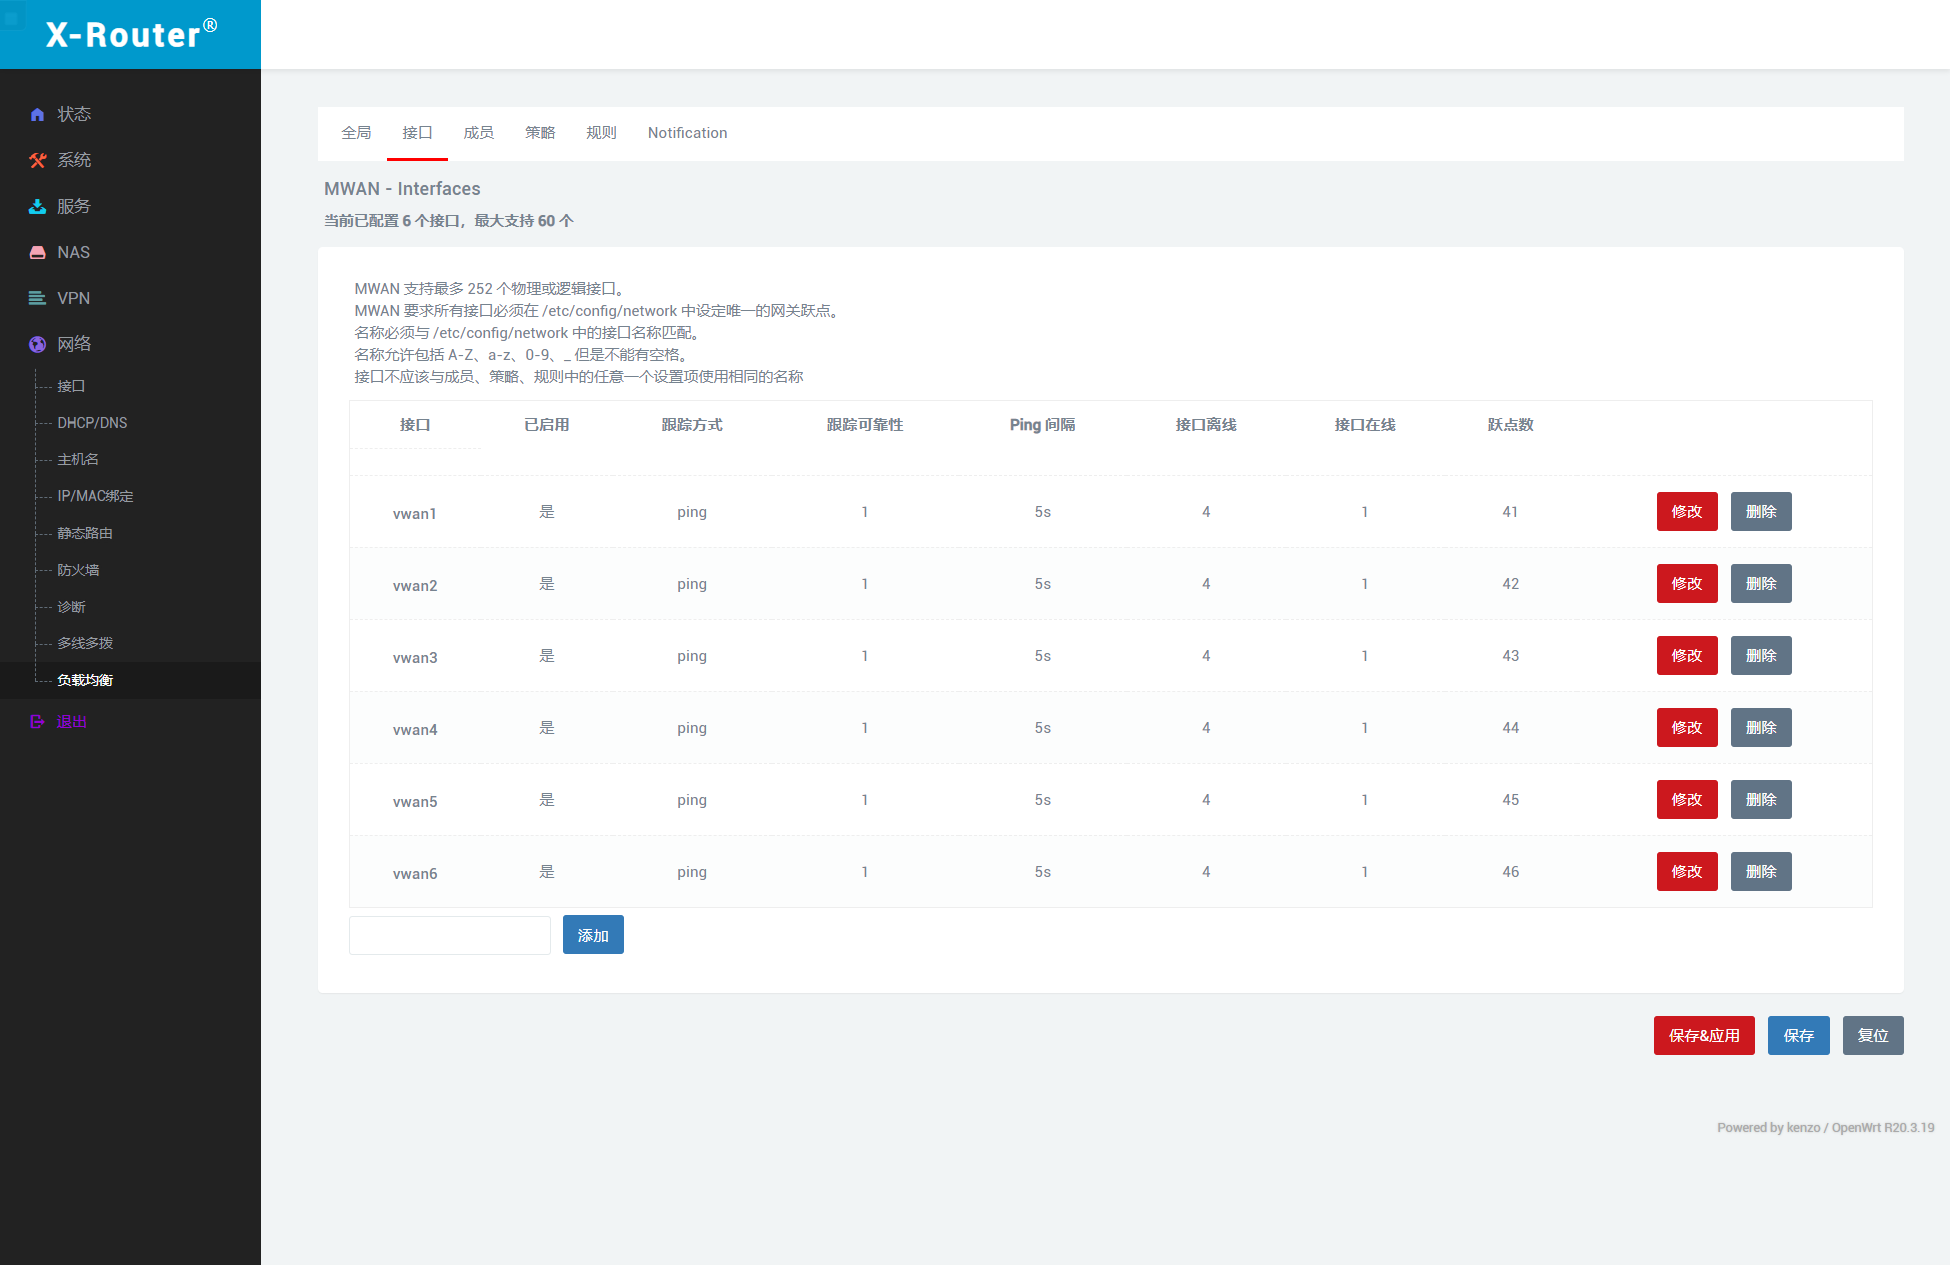 X-Router®
状态
系统
服务
NAS
VPN
网络
接口
DHCP/DNS
主机名
IP/MAC绑定
静态路由
防火墙
诊断
多线多拨
负载均衡
退出
全局 接口 成员 策略 规则 Notification
MWAN - Interfaces
当前已配置 6 个接口，最大支持 60 个
MWAN 支持最多 252 个物理或逻辑接口。
MWAN 要求所有接口必须在 /etc/config/network 中设定唯一的网关跃点。
名称必须与 /etc/config/network 中的接口名称匹配。
名称允许包括 A-Z、a-z、0-9、_ 但是不能有空格。
接口不应该与成员、策略、规则中的任意一个设置项使用相同的名称
接口 已启用 跟踪方式 跟踪可靠性 Ping 间隔 接口离线 接口在线 跃点数
vwan1 是 ping 1 5s 4 1 41 修改 删除
vwan2 是 ping 1 5s 4 1 42 修改 删除
vwan3 是 ping 1 5s 4 1 43 修改 删除
vwan4 是 ping 1 5s 4 1 44 修改 删除
vwan5 是 ping 1 5s 4 1 45 修改 删除
vwan6 是 ping 1 5s 4 1 46 修改 删除
添加
保存&应用 保存 复位
Powered by kenzo / OpenWrt R20.3.19